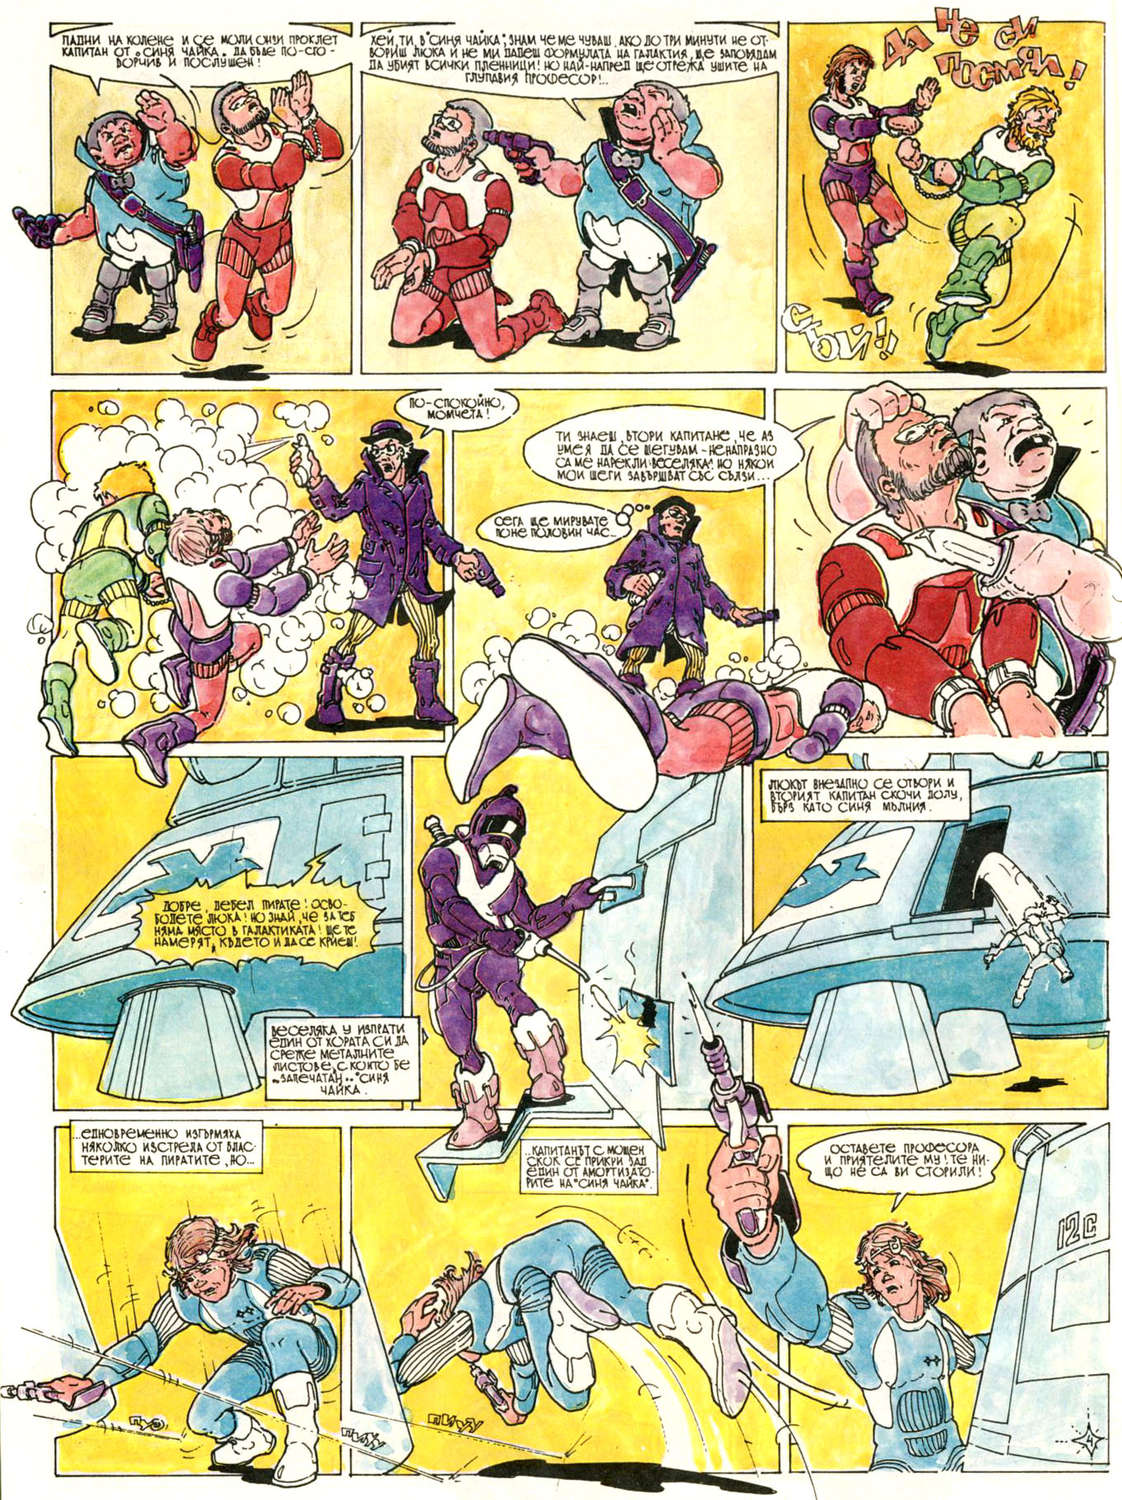 ПАДНИ НА КОЛЕНЕ И СЕ МОЛИ ОНЗИ ПРОКЛЕТ
КАПИТАН ОТ „СИНЯ ЧАЙКА" ДА БЪДЕ ПО-СГО-
ВОРЧИВ И ПОСЛУШЕН!
ХЕЙ, ТИ, В "СИНЯ ЧАЙКА", ЗНАМ ЧЕ МЕ ЧУВАШ, АКО ДО ТРИ МИНУТИ НЕ ОТ-
ВОРИШ ЛЮКА И НЕ МИ ДАДЕШ ФОРМУЛАТА НА ГАЛАКТИЯ, ЩЕ ЗАПОВЯДАМ
ДА УБИЯТ ВСИЧКИ ПЛЕННИЦИ! НО НАЙ-НАПРЕД ЩЕ ОТРЕЖА УШИТЕ НА
ГЛУПАВИЯ ПРОФЕСОР!...
ДА НЕ СИ
ПОСМЯЛ!
СТОЙ!!
ПО-СПОКОЙНО,
МОМЧЕТА!
СЕГА ЩЕ МИРУВАТЕ
ПОНЕ ПОЛОВИН ЧАС...
ТИ ЗНАЕШ, ВТОРИ КАПИТАНЕ, ЧЕ АЗ
УМЕЯ ДА СЕ ШЕГУВАМ - НЕНАПРАЗНО
СА МЕ НАРЕКЛИ ВЕСЕЛЯКА! НО НЯКОИ
МОИ ШЕГИ ЗАВЪРШВАТ СЪС СЪЛЗИ...
ДОБРЕ, ДЕБЕЛ ПИРАТЕ! ОСВО-
БОДЕТЕ ЛЮКА! НО ЗНАЙ, ЧЕ ЗА ТЕБ
НЯМА МЯСТО В ГАЛАКТИКАТА! ЩЕ ТЕ
НАМЕРЯТ, КЪДЕТО И ДА СЕ КРИЕШ!
ВЕСЕЛЯКА У ИЗПРАТИ
ЕДИН ОТ ХОРАТА СИ ДА
СРЕЖЕ МЕТАЛНИТЕ
ЛИСТОВЕ, С КОИТО БЕ
„ЗАПЕЧАТАН„ "СИНЯ
ЧАЙКА.
ЛЮКЪТ ВНЕЗАПНО СЕ ОТВОРИ И
ВТОРИЯТ КАПИТАН СКОЧИ ДОЛУ,
БЪРЗ КАТО СИНЯ МЪЛНИЯ.
...ЕДНОВРЕМЕННО ИЗГЪРМЯХА
НЯКОЛКО ИЗСТРЕЛА ОТ БЛАС-
ТЕРИТЕ НА ПИРАТИТЕ, НО...
ПУО
ПИУУ
...КАПИТАНЪТ С МОЩЕН
СКОК СЕ ПРИКРИ ЗАД
ЕДИН ОТ АМОРТИЗАТО-
РИТЕ НА "СИНЯ ЧАЙКА".
ПИУУ
ОСТАВЕТЕ ПРОФЕСОРА
И ПРИЯТЕЛИТЕ МУ! ТЕ НИ-
ЩО НЕ СА ВИ СТОРИЛИ!
12C
4